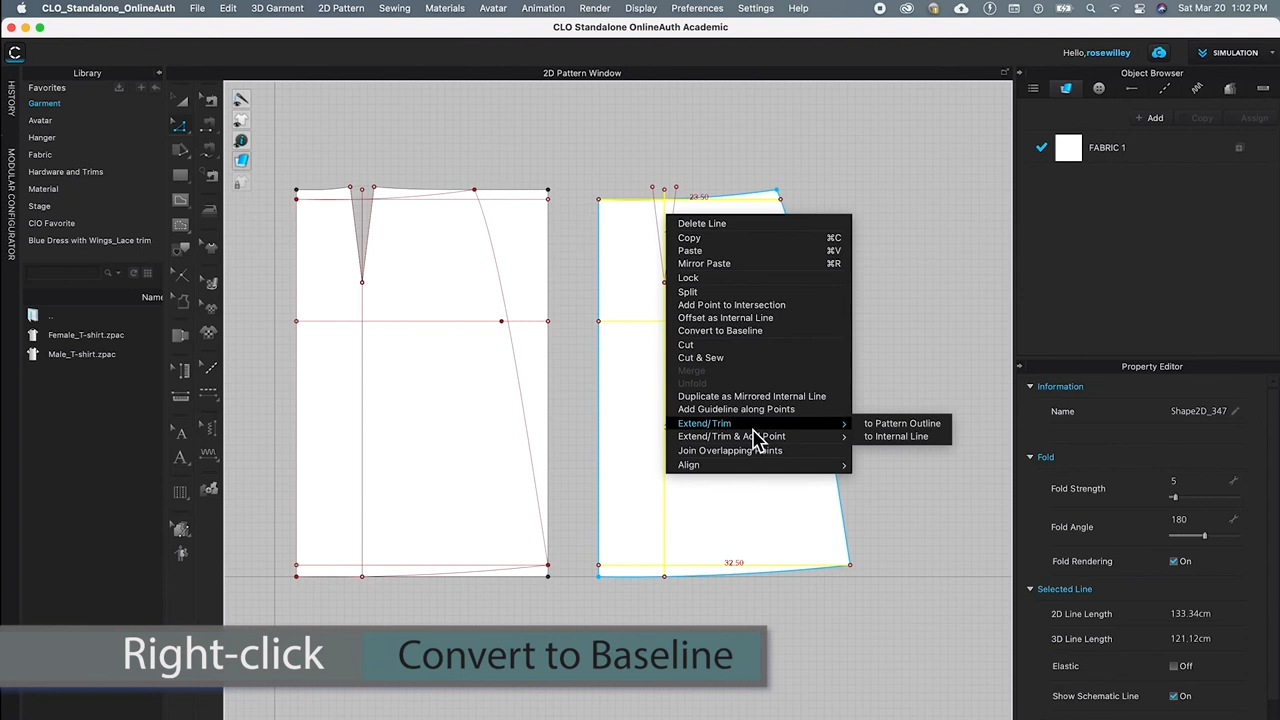 CLO_Standalone_OnlineAuth File Edit 3D Garment 2D Pattern Sewing Materials Avatar Animation Render Display Preferences Settings Help Sat Mar 20 1:02 PM
CLO Standalone OnlineAuth Academic
Hello, rosewilley SIMULATION
Library 2D Pattern Window Object Browser
HISTORY
MODULAR CONFIGURATOR
Favorites
Garment
Avatar
Hanger
Fabric
Hardware and Trims
Material
Stage
CLO Favorite
Blue Dress with Wings_Lace trim
Name
..
Female_T-shirt.zpac
Male_T-shirt.zpac
23.50
32.50
Delete Line
Copy ⌘C
Paste ⌘V
Mirror Paste ⌘R
Lock
Split
Add Point to Intersection
Offset as Internal Line
Convert to Baseline
Cut
Cut & Sew
Merge
Unfold
Duplicate as Mirrored Internal Line
Add Guideline along Points
Extend/Trim
Extend/Trim & Add Point
Join Overlapping Points
Align
to Pattern Outline
to Internal Line
+ Add Copy Assign
FABRIC 1
Property Editor
Information
Name Shape2D_347
Fold
Fold Strength 5
Fold Angle 180
Fold Rendering On
Selected Line
2D Line Length 133.34cm
3D Line Length 121.12cm
Elastic Off
Show Schematic Line On
Right-click Convert to Baseline